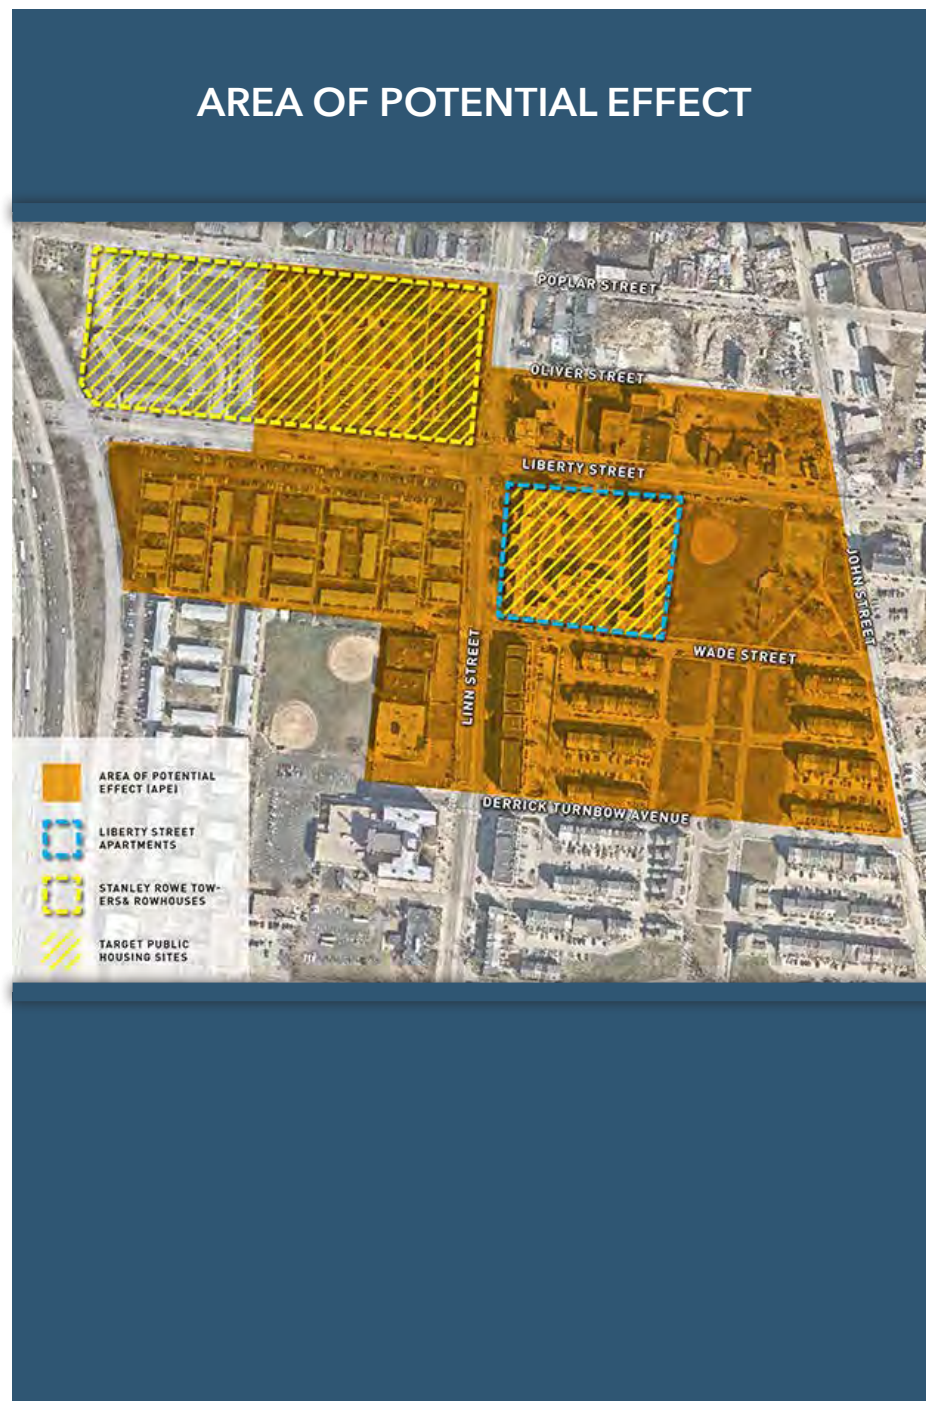 AREA OF POTENTIAL EFFECT
POPLAR STREET
OLIVER STREET
LIBERTY STREET
JOHN STREET
WADE STREET
LINN STREET
DERRICK TURNBOW AVENUE
AREA OF POTENTIAL
EFFECT (APE)
LIBERTY STREET
APARTMENTS
STANLEY ROWE TOW-
ERS& ROWHOUSES
TARGET PUBLIC
HOUSING SITES